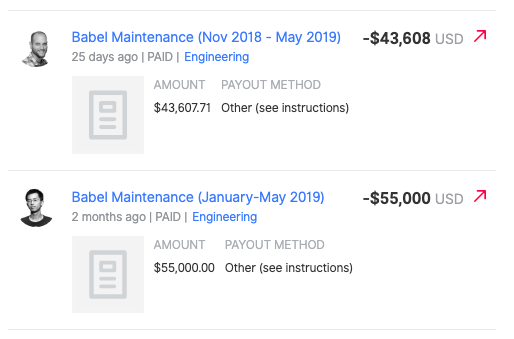 Babel Maintenance (Nov 2018 - May 2019) -$43,608 USD
25 days ago | PAID | Engineering
AMOUNT PAYOUT METHOD
$43,607.71 Other (see instructions)
Babel Maintenance (January-May 2019) -$55,000 USD
2 months ago | PAID | Engineering
AMOUNT PAYOUT METHOD
$55,000.00 Other (see instructions)